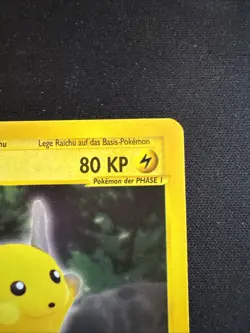 Lege Raichu auf das Basis-Pokémon
80 KP
Pokémon der PHASE 1